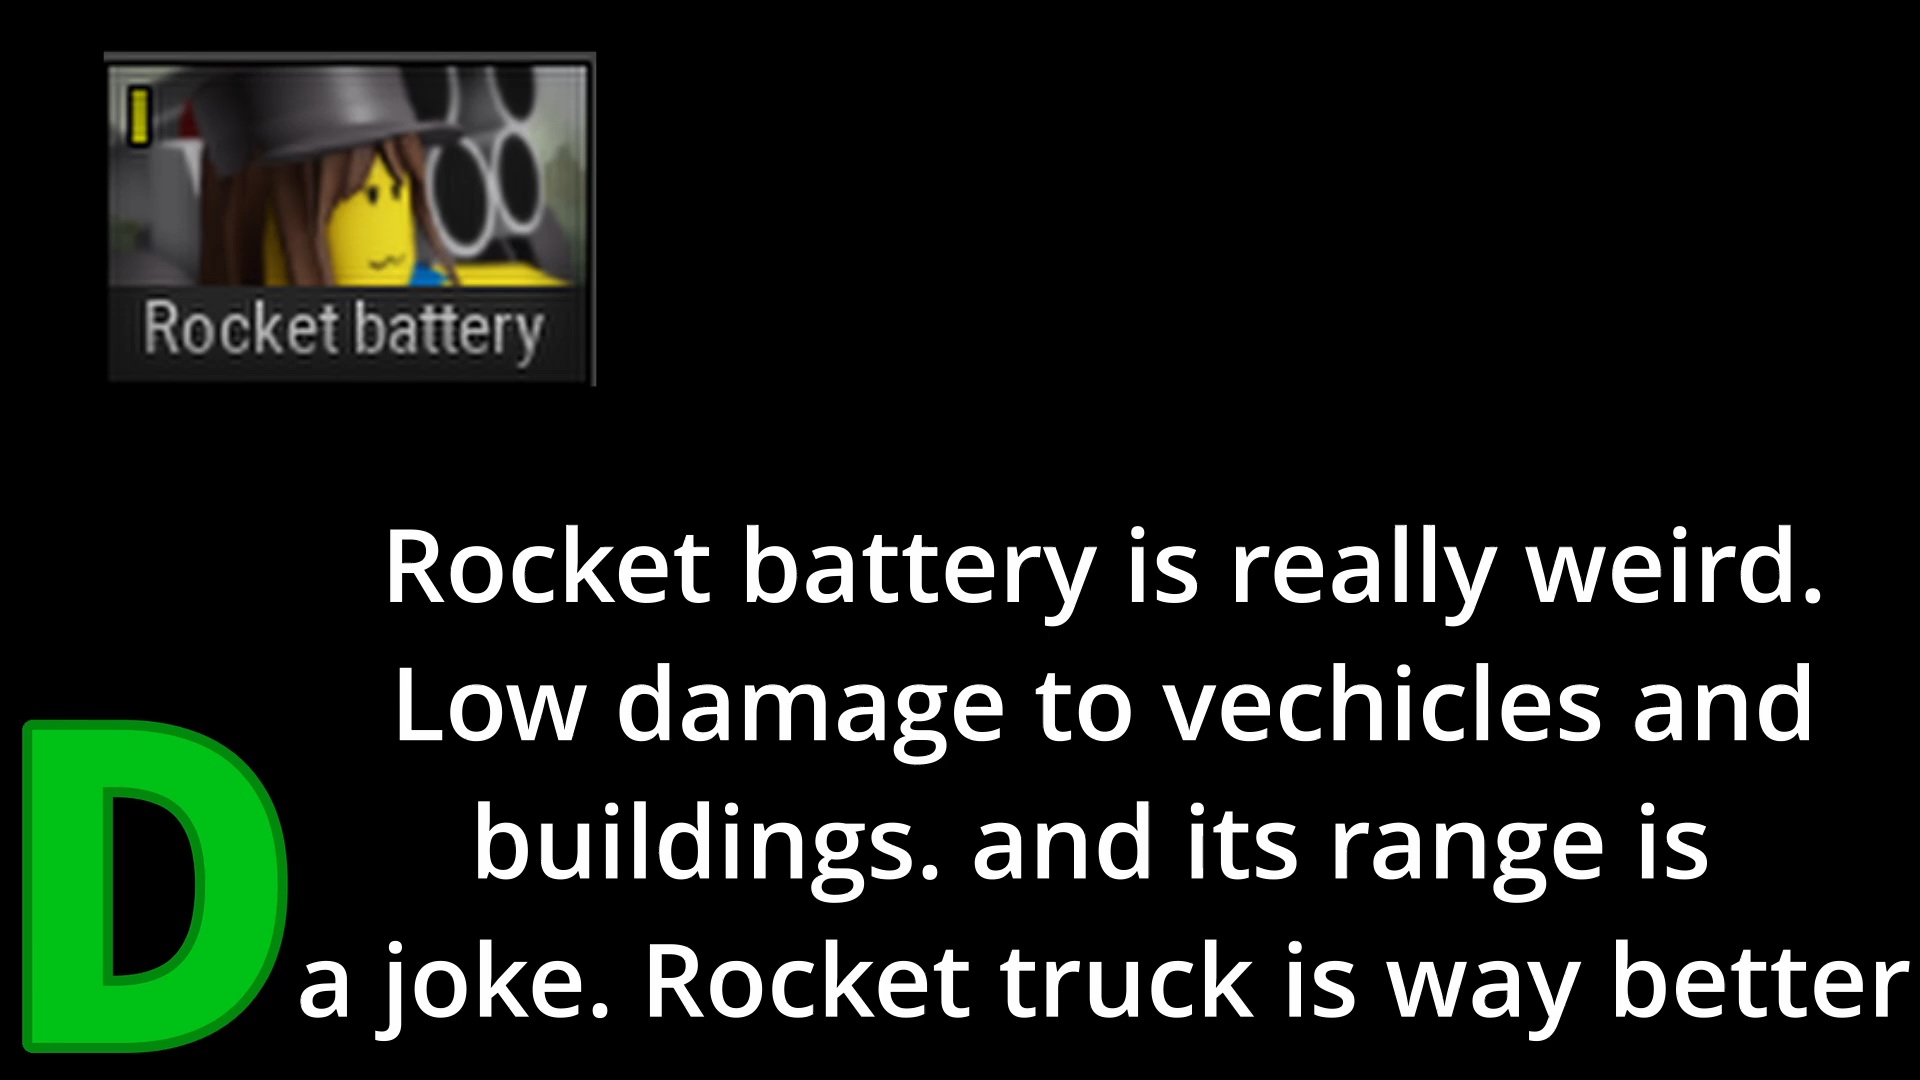 Rocket battery
Rocket battery is really weird.
Low damage to vechicles and
buildings. and its range is
a joke. Rocket truck is way better
D